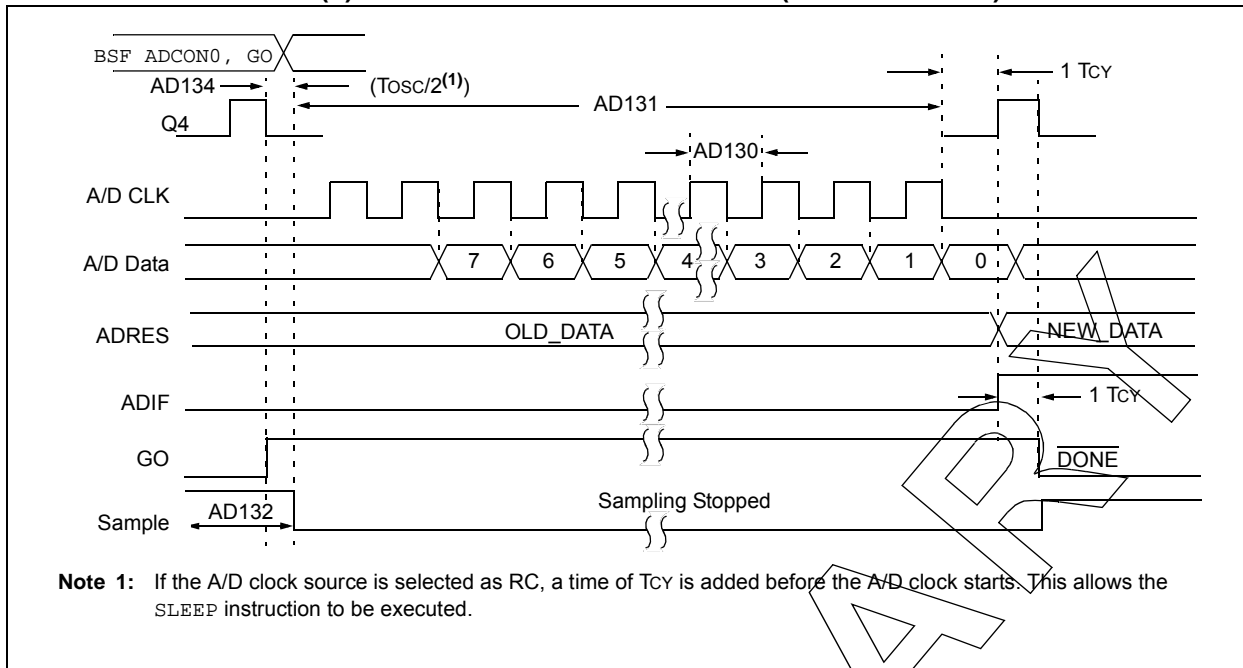 BSF ADCON0, GO
AD134
(TOSC/2(1))
1 TCY
AD131
Q4
AD130
A/D CLK
A/D Data
7 6 5 4 3 2 1 0
ADRES
OLD_DATA
NEW_DATA
ADIF
1 TCY
GO
DONE
Sample
AD132
Sampling Stopped
Note 1: If the A/D clock source is selected as RC, a time of TCY is added before the A/D clock starts. This allows the
SLEEP instruction to be executed.